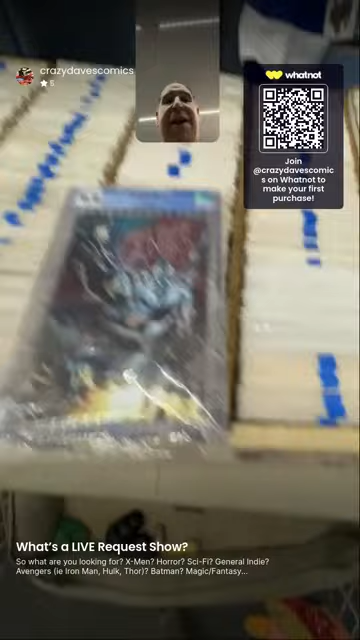 crazydavescomics
★ 5
whatnot
Join
@crazydavescomic
s on Whatnot to
make your first
purchase!
What's a LIVE Request Show?
So what are you looking for? X-Men? Horror? Sci-Fi? General Indie?
Avengers (ie Iron Man, Hulk, Thor)? Batman? Magic/Fantasy...